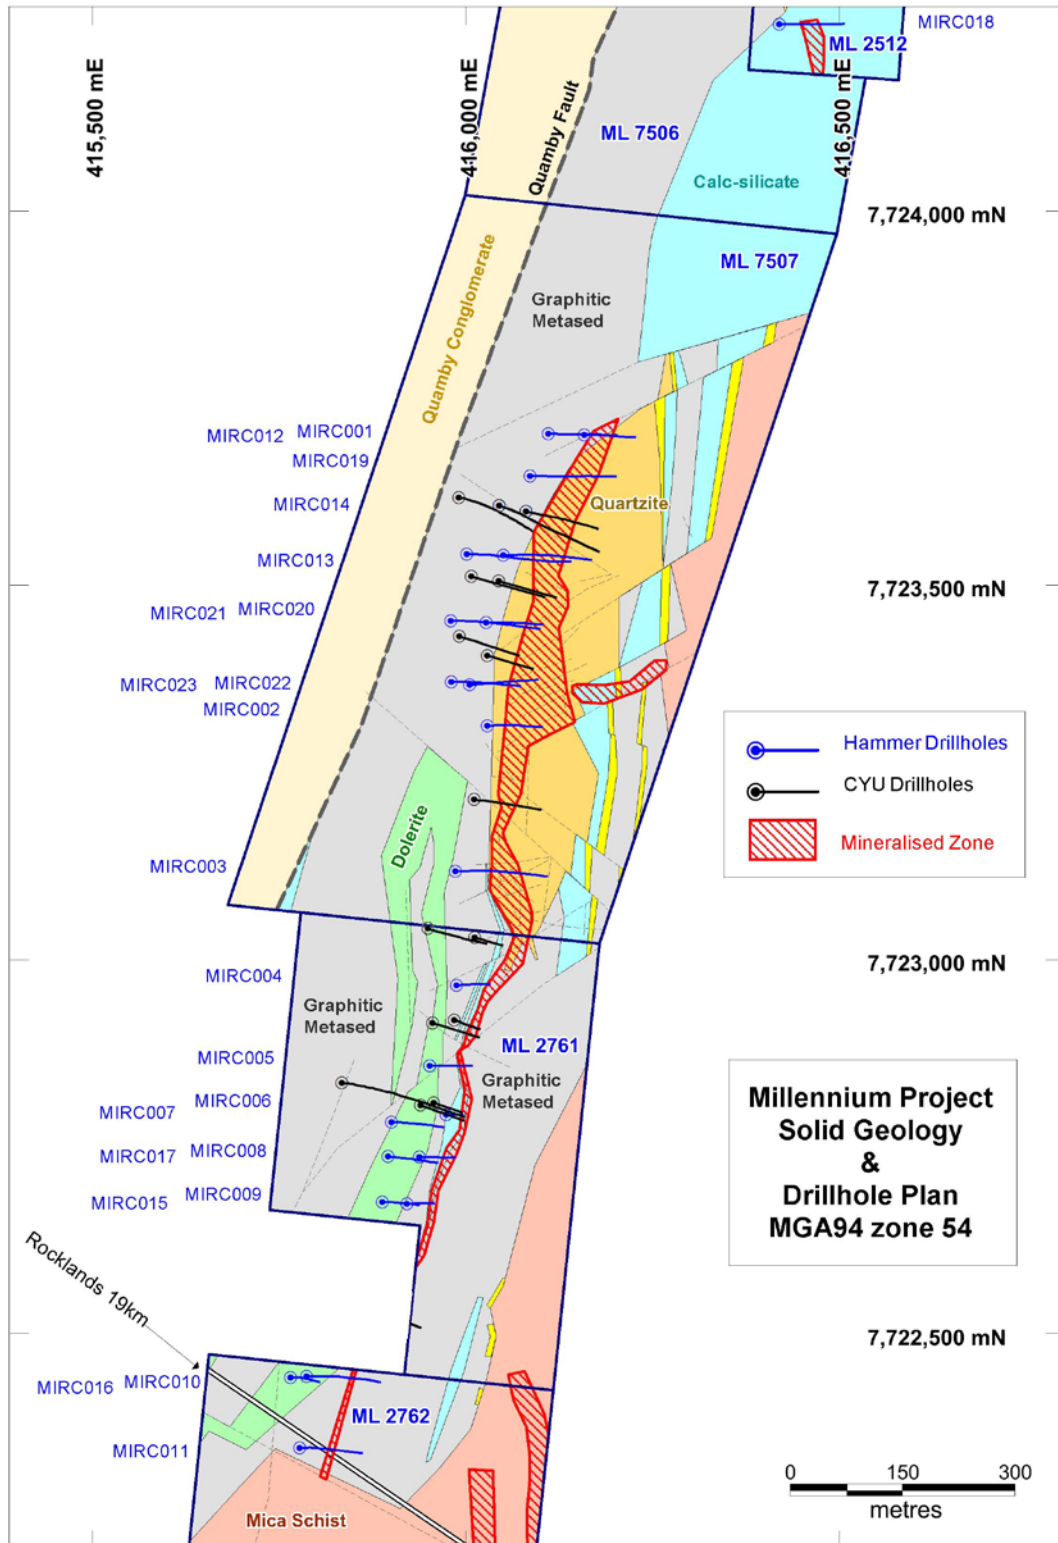 MIRC018
ML 2512
415,500 mE
416,000 mE
416,500 mE
Quamby Fault
ML 7506
Calc-silicate
7,724,000 mN
ML 7507
Quamby Conglomerate
Graphitic
Metased
MIRC012
MIRC001
MIRC019
MIRC014
Quartzite
MIRC013
7,723,500 mN
MIRC021
MIRC020
MIRC023
MIRC022
MIRC002
Hammer Drillholes
CYU Drillholes
Mineralised Zone
Dolerite
MIRC003
7,723,000 mN
MIRC004
Graphitic
Metased
ML 2761
MIRC005
Graphitic
Metased
MIRC007
MIRC006
MIRC017
MIRC008
MIRC015
MIRC009
Millennium Project
Solid Geology
&
Drillhole Plan
MGA94 zone 54
Rocklands 19km
7,722,500 mN
MIRC016
MIRC010
ML 2762
MIRC011
Mica Schist
0 150 300
metres